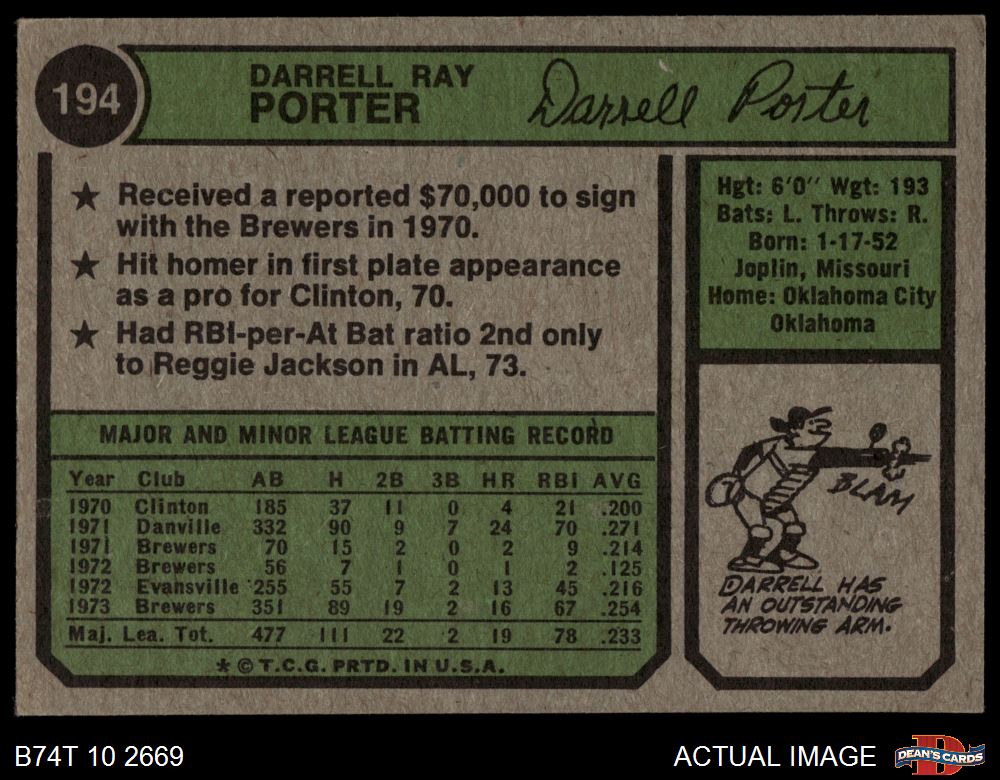 194
DARRELL RAY
PORTER
Darrell Porter
★ Received a reported $70,000 to sign
with the Brewers in 1970.
★ Hit homer in first plate appearance
as a pro for Clinton, 70.
★ Had RBI-per-At Bat ratio 2nd only
to Reggie Jackson in AL, 73.
Hgt: 6'0" Wgt: 193
Bats: L. Throws: R.
Born: 1-17-52
Joplin, Missouri
Home: Oklahoma City
Oklahoma
MAJOR AND MINOR LEAGUE BATTING RECORD
Year Club AB H 2B 3B HR RBI AVG
1970 Clinton 185 37 11 0 4 21 .200
1971 Danville 332 90 9 7 24 70 .271
1971 Brewers 70 15 2 0 2 9 .214
1972 Brewers 56 7 1 0 1 2 .125
1972 Evansville 255 55 7 2 13 45 .216
1973 Brewers 351 89 19 2 16 67 .254
Maj. Lea. Tot. 477 111 22 2 19 78 .233
★ © T.C.G. PRTD. IN U.S.A.
BLAM
DARRELL HAS
AN OUTSTANDING
THROWING ARM.
B74T 10 2669
ACTUAL IMAGE
D
DEAN'S CARDS